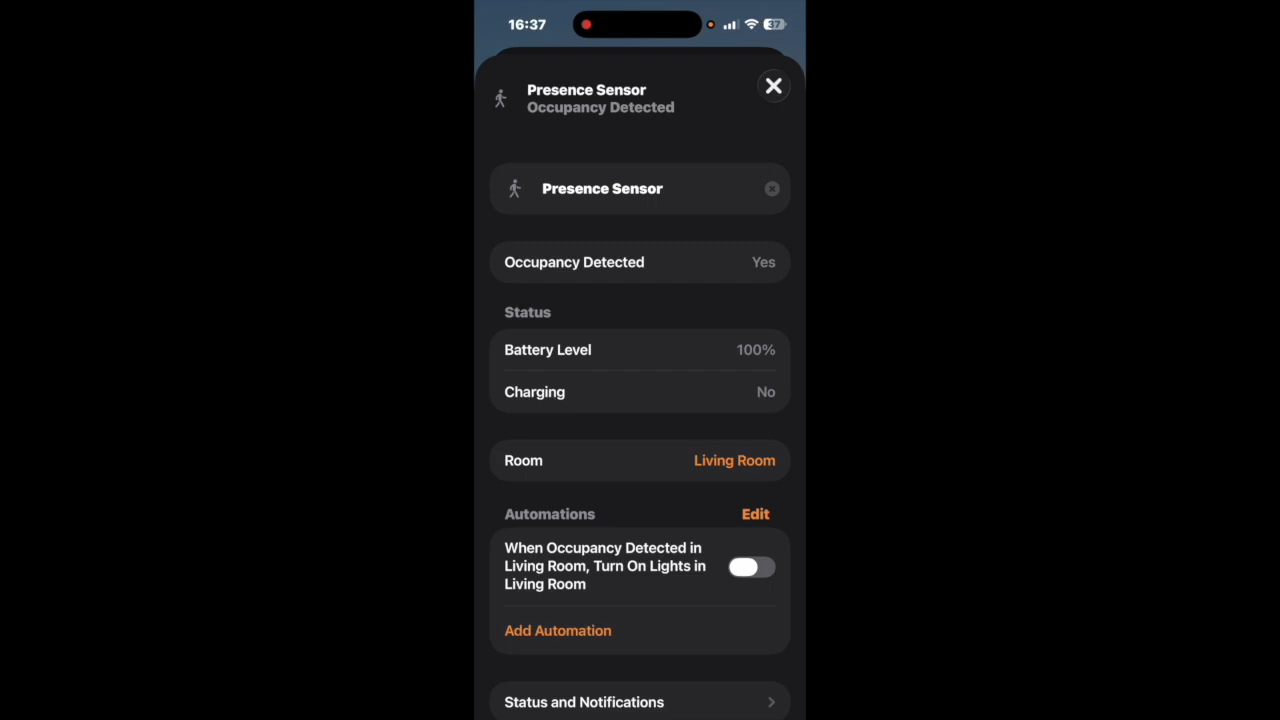 16:37
37
Presence Sensor
Occupancy Detected
Presence Sensor
Occupancy Detected Yes
Status
Battery Level 100%
Charging No
Room Living Room
Automations Edit
When Occupancy Detected in
Living Room, Turn On Lights in
Living Room
Add Automation
Status and Notifications